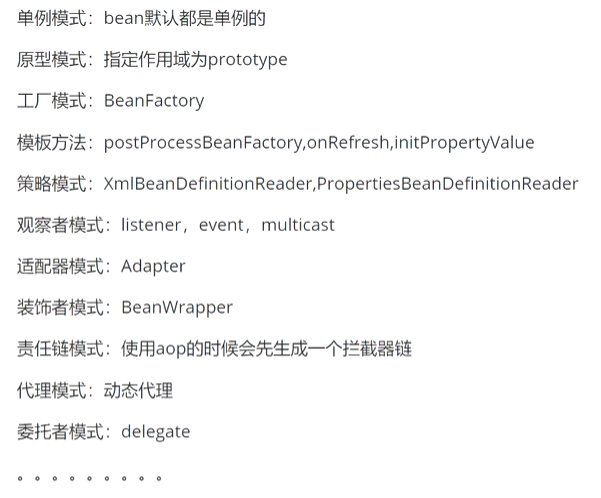 单例模式：bean默认都是单例的
原型模式：指定作用域为prototype
工厂模式：BeanFactory
模板方法：postProcessBeanFactory,onRefresh,initPropertyValue
策略模式：XmlBeanDefinitionReader,PropertiesBeanDefinitionReader
观察者模式：listener，event，multicast
适配器模式：Adapter
装饰者模式：BeanWrapper
责任链模式：使用aop的时候会先生成一个拦截器链
代理模式：动态代理
委托者模式：delegate
。。。。。。。。。